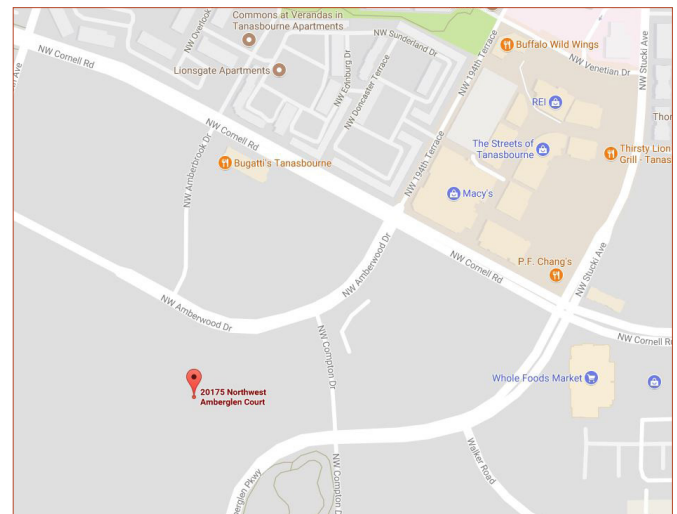 Commons at Verandas in
Tanasbourne Apartments
NW Overlook
NW Sunderland Dr
NW Cornell Rd
Lionsgate Apartments
NW Edinburg Dr
NW Doncaster Terrace
NW 194th Terrace
Buffalo Wild Wings
NW Venetian Dr
NW Stucki Ave
REI
Ave
NW Cornell Rd
The Streets of
Tanasbourne
Thirsty Lion
Grill - Tanas
Bugatti's Tanasbourne
NW Amberbrook Dr
NW 194th Terrace
Macy's
NW Cornell Rd
P.F. Chang's
NW Stucki Ave
NW Amberwood Dr
NW Amberwood Dr
NW Compton Dr
NW Cornell R
Whole Foods Market
20175 Northwest
Amberglen Court
Walker Road
NW Compton D
berglen Pkwy